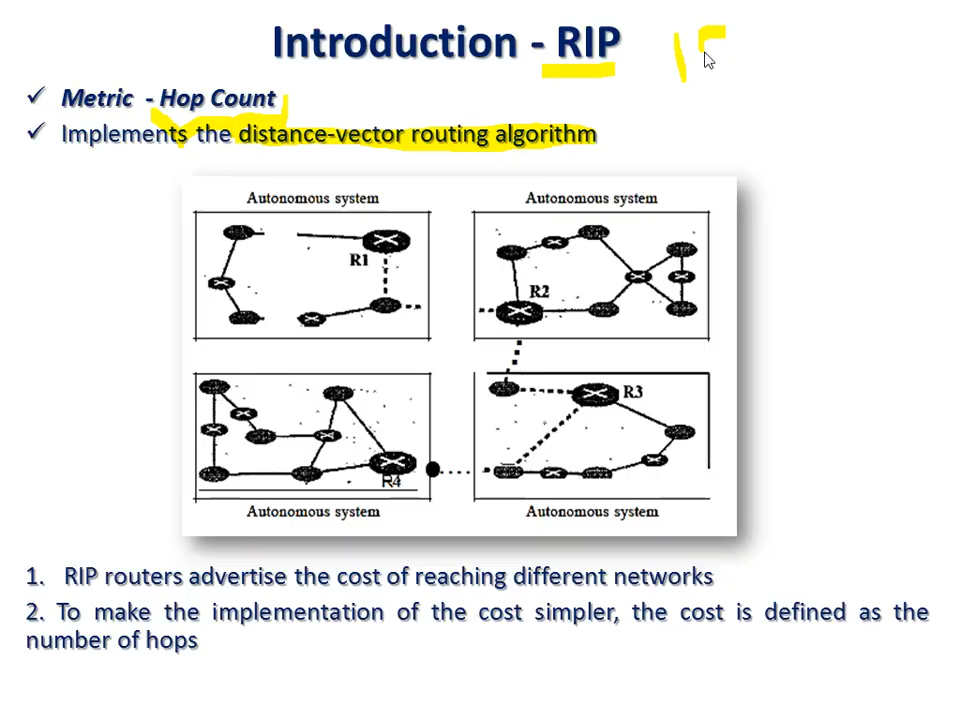 Introduction - RIP
✓ Metric - Hop Count
✓ Implements the distance-vector routing algorithm
Autonomous system
Autonomous system
R1
R2
R3
R4
Autonomous system
Autonomous system
1. RIP routers advertise the cost of reaching different networks
2. To make the implementation of the cost simpler, the cost is defined as the
number of hops